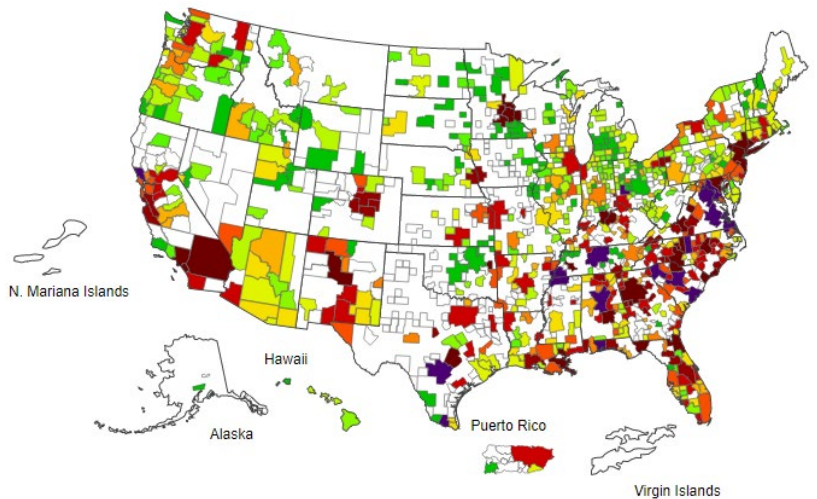 N. Mariana Islands
Hawaii
Alaska
Puerto Rico
Virgin Islands